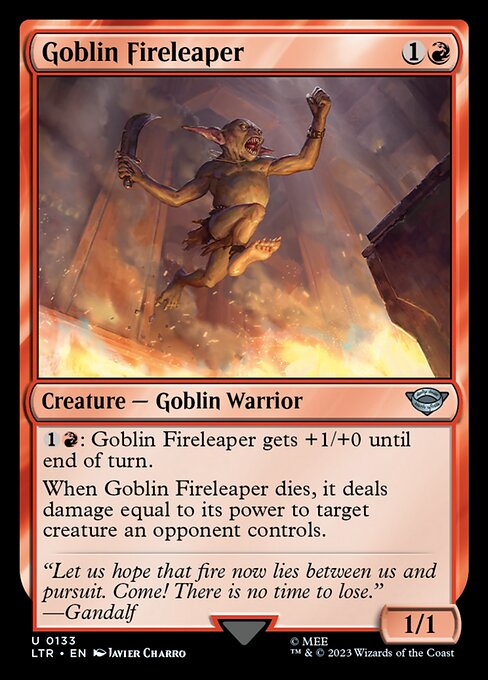 Goblin Fireleaper 1
Creature — Goblin Warrior
1 : Goblin Fireleaper gets +1/+0 until
end of turn.
When Goblin Fireleaper dies, it deals
damage equal to its power to target
creature an opponent controls.
“Let us hope that fire now lies between us and
pursuit. Come! There is no time to lose.”
—Gandalf
1/1
U 0133
LTR • EN Javier Charro
© MEE
™ & © 2023 Wizards of the Coast